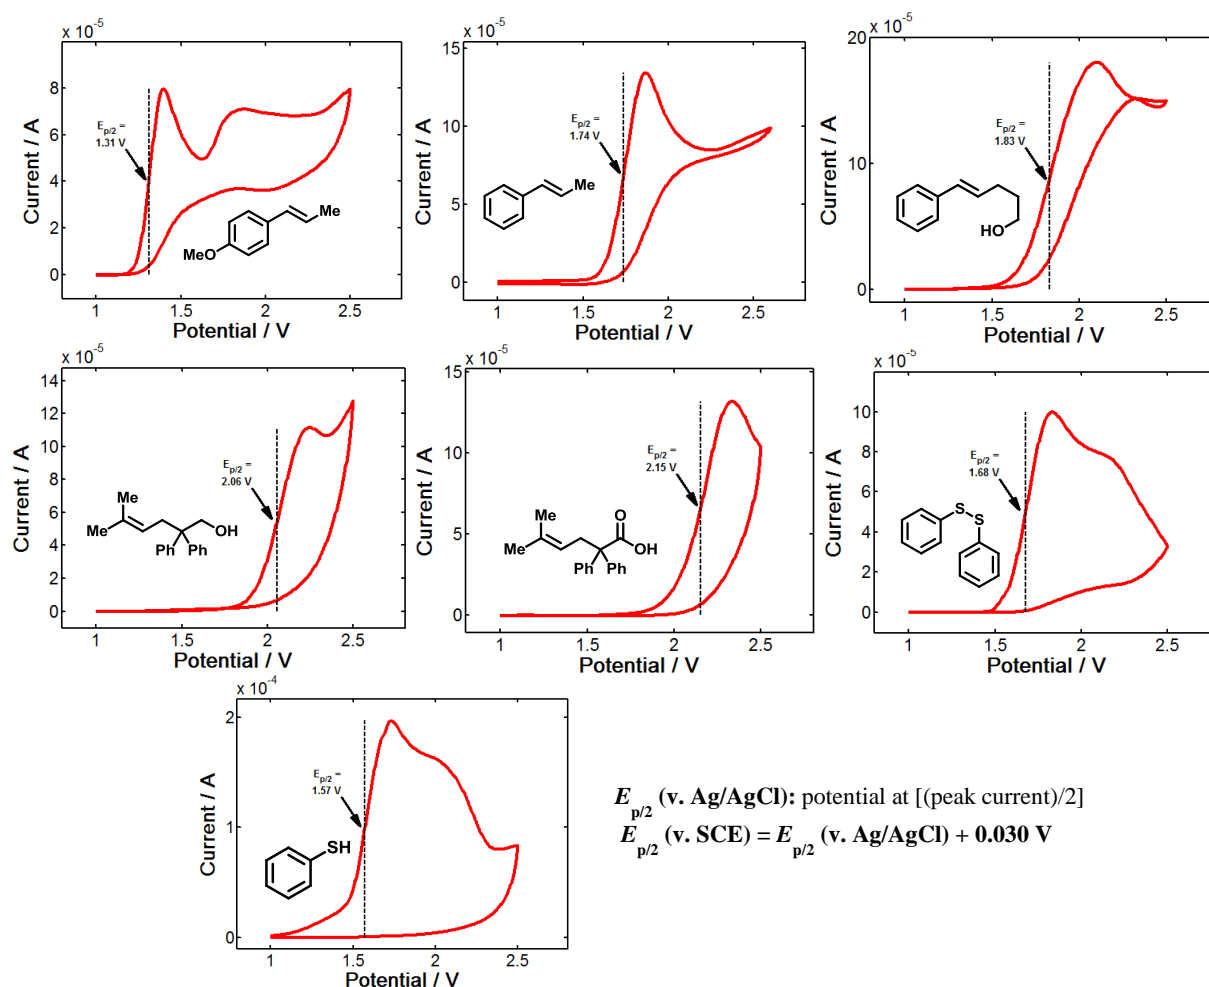 x 10⁻⁵
8
6
4
2
0
Current / A
E_p/2 =
1.31 V
Me
MeO
1
1.5
2
2.5
Potential / V
x 10⁻⁵
15
10
5
0
Current / A
E_p/2 =
1.74 V
Me
1
1.5
2
2.5
Potential / V
x 10⁻⁵
20
10
0
Current / A
E_p/2 =
1.83 V
HO
1
1.5
2
2.5
Potential / V
x 10⁻⁵
14
12
10
8
6
4
2
0
Current / A
E_p/2 =
2.06 V
Me
Me
OH
Ph
Ph
1
1.5
2
2.5
Potential / V
x 10⁻⁵
15
10
5
0
Current / A
E_p/2 =
2.15 V
Me
O
Me
OH
Ph
Ph
1
1.5
2
2.5
Potential / V
x 10⁻⁵
10
8
6
4
2
0
Current / A
E_p/2 =
1.68 V
S
S
1
1.5
2
2.5
Potential / V
x 10⁻⁴
2
1
0
Current / A
E_p/2 =
1.57 V
SH
1
1.5
2
2.5
Potential / V
E_p/2 (v. Ag/AgCl): potential at [(peak current)/2]
E_p/2 (v. SCE) = E_p/2 (v. Ag/AgCl) + 0.030 V